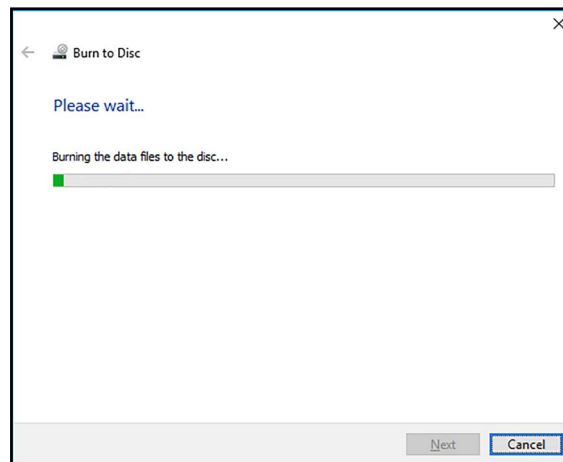 Burn to Disc
Please wait...
Burning the data files to the disc...
Next
Cancel